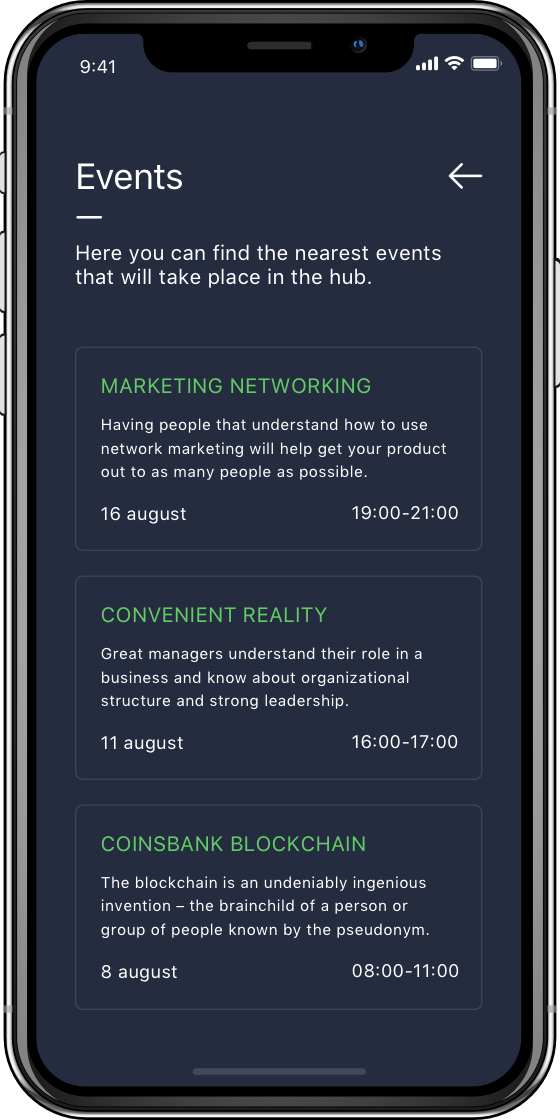 9:41
Events
Here you can find the nearest events
that will take place in the hub.
MARKETING NETWORKING
Having people that understand how to use
network marketing will help get your product
out to as many people as possible.
16 august 19:00-21:00
CONVENIENT REALITY
Great managers understand their role in a
business and know about organizational
structure and strong leadership.
11 august 16:00-17:00
COINSBANK BLOCKCHAIN
The blockchain is an undeniably ingenious
invention – the brainchild of a person or
group of people known by the pseudonym.
8 august 08:00-11:00